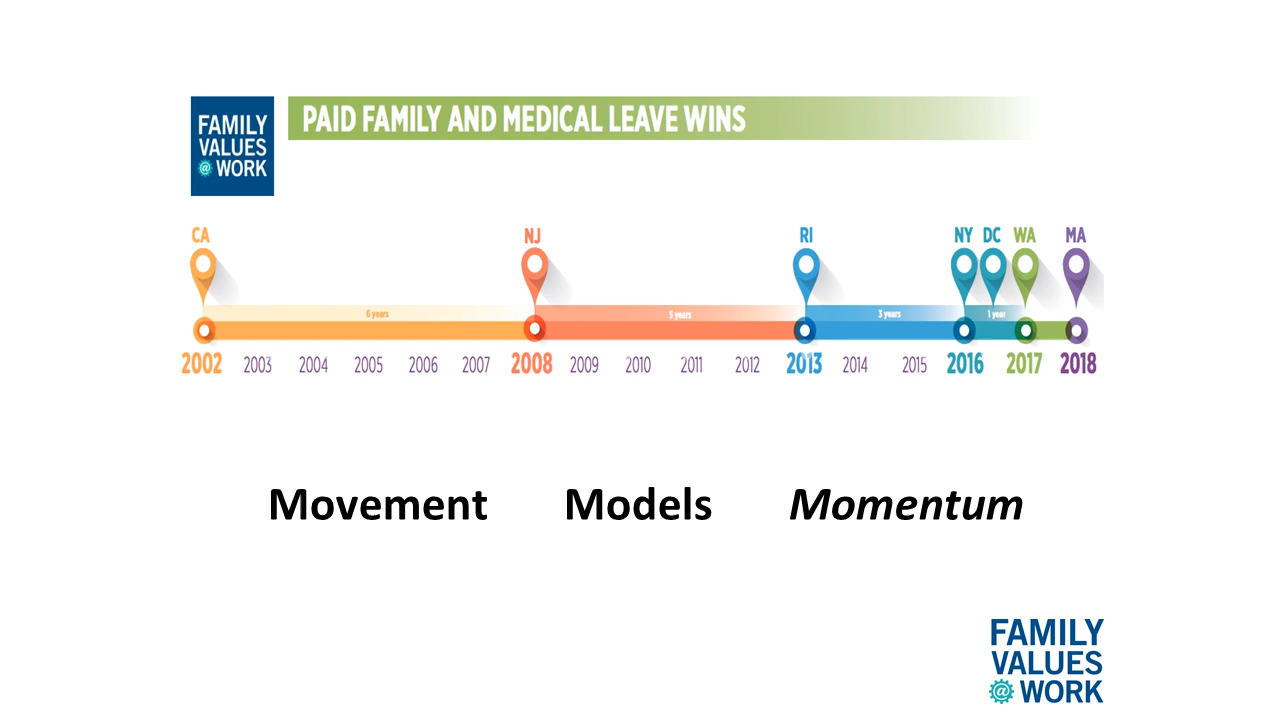 FAMILY
VALUES
@ WORK
PAID FAMILY AND MEDICAL LEAVE WINS
CA NJ RI NY DC WA MA
6 years 5 years 3 years 1 year
2002 2003 2004 2005 2006 2007 2008 2009 2010 2011 2012 2013 2014 2015 2016 2017 2018
Movement Models Momentum
FAMILY
VALUES
@ WORK